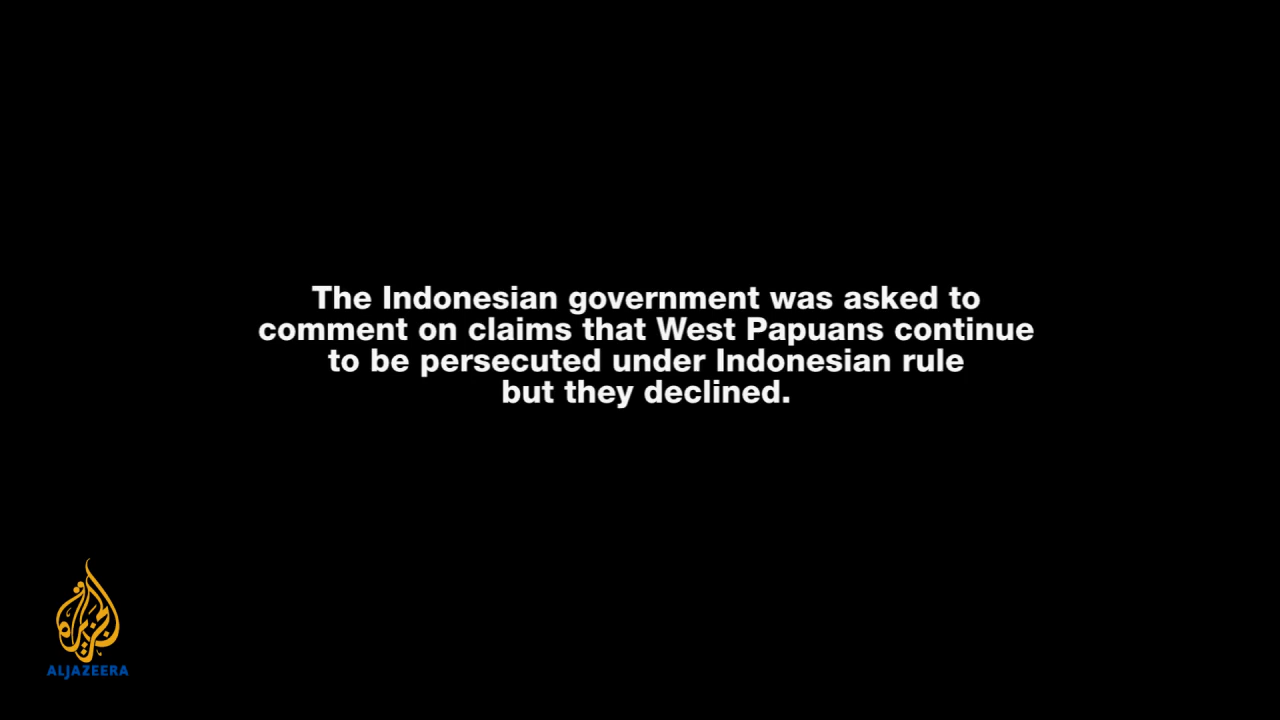 The Indonesian government was asked to
comment on claims that West Papuans continue
to be persecuted under Indonesian rule
but they declined.
الجزيرة
ALJAZEERA